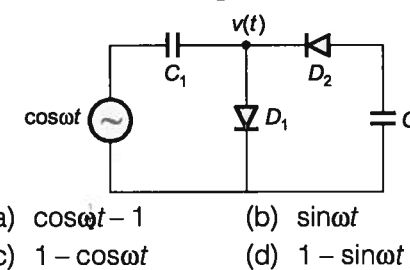 v(t)
C₁
D₂
cosωt
D₁
C
a) cosωt – 1 (b) sinωt
c) 1 – cosωt (d) 1 – sinωt